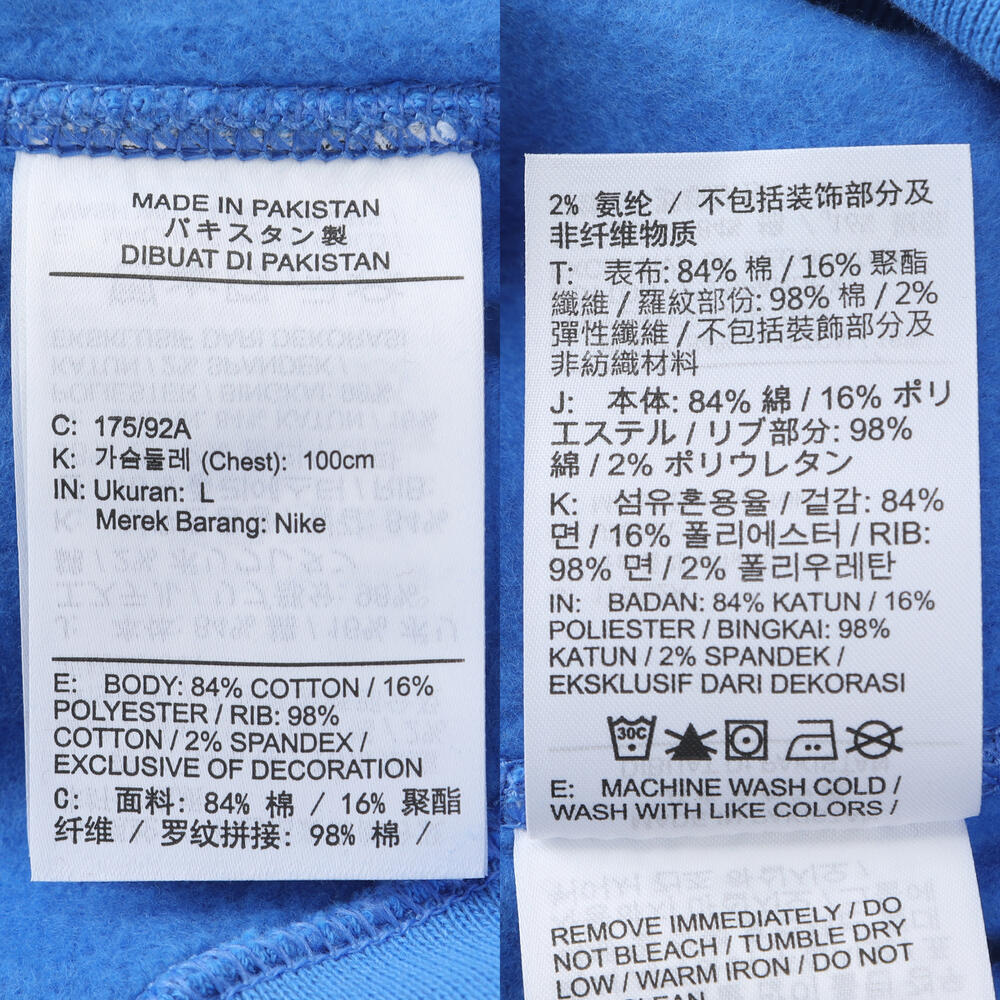 MADE IN PAKISTAN
パキスタン製
DIBUAT DI PAKISTAN
C: 175/92A
K: 가슴둘레 (Chest): 100cm
IN: Ukuran: L
Merek Barang: Nike
E: BODY: 84% COTTON / 16%
POLYESTER / RIB: 98%
COTTON / 2% SPANDEX /
EXCLUSIVE OF DECORATION
C: 面料: 84% 棉 / 16% 聚酯
纤维 / 罗纹拼接: 98% 棉 /
2% 氨纶 / 不包括装饰部分及
非纤维物质
T: 表布: 84% 棉 / 16% 聚酯
纖維 / 羅紋部份: 98% 棉 / 2%
彈性纖維 / 不包括裝飾部分及
非紡織材料
J: 本体: 84% 綿 / 16% ポリ
エステル / リブ部分: 98%
綿 / 2% ポリウレタン
K: 섬유혼용율 / 겉감: 84%
면 / 16% 폴리에스터 / RIB:
98% 면 / 2% 폴리우레탄
IN: BADAN: 84% KATUN / 16%
POLIESTER / BINGKAI: 98%
KATUN / 2% SPANDEK /
EKSKLUSIF DARI DEKORASI
30C
E: MACHINE WASH COLD /
WASH WITH LIKE COLORS /
REMOVE IMMEDIATELY / DO
NOT BLEACH / TUMBLE DRY
LOW / WARM IRON / DO NOT